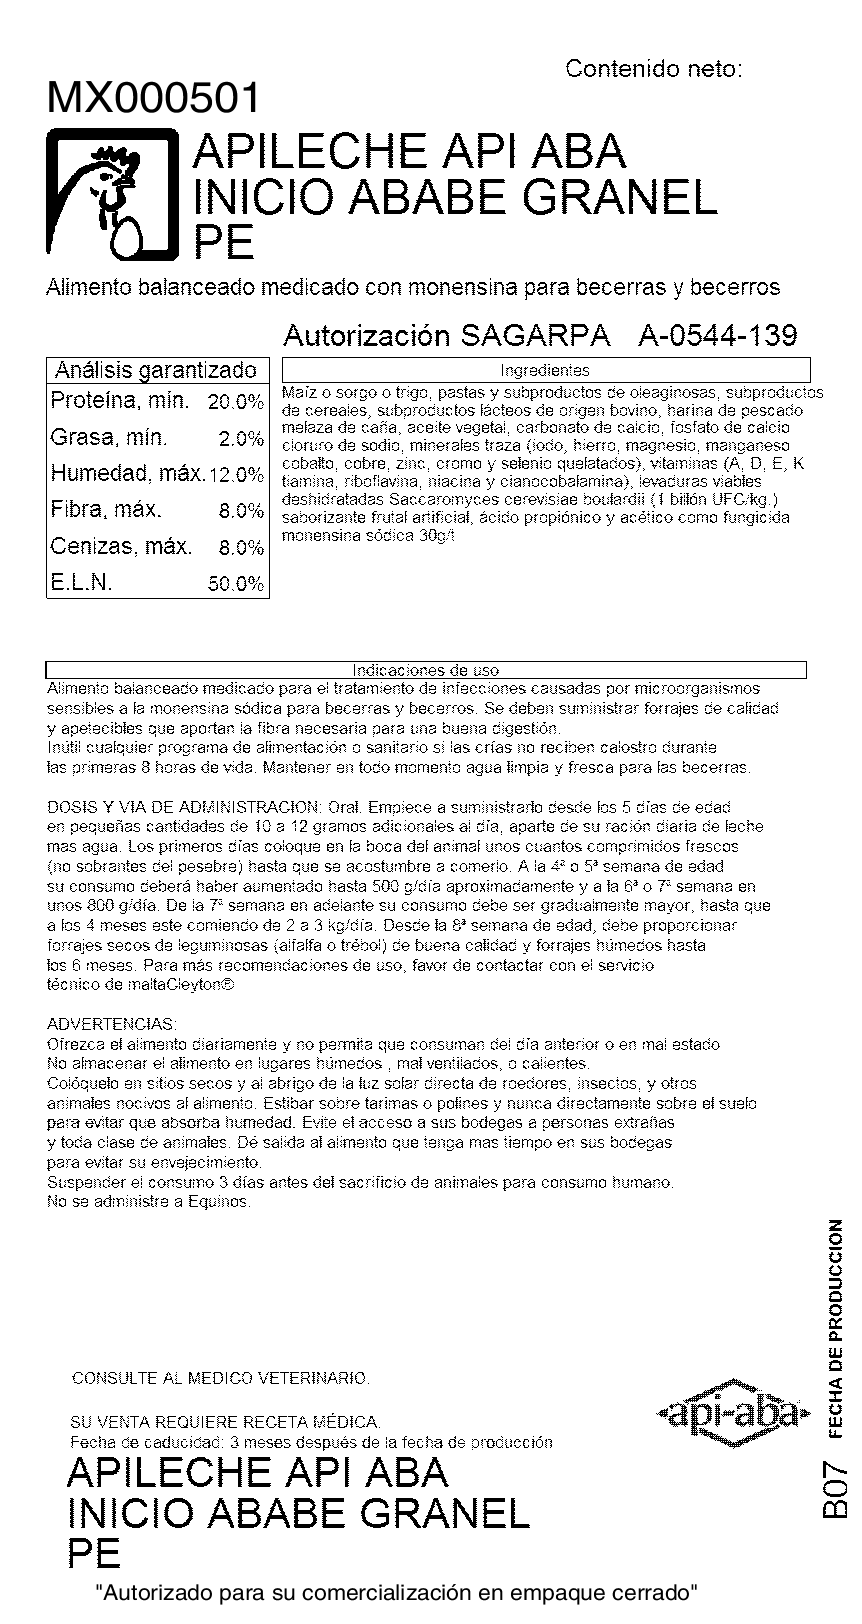 Contenido neto:
MX000501
APILECHE API ABA
INICIO ABABE GRANEL
PE
Alimento balanceado medicado con monensina para becerras y becerros
Autorización SAGARPA A-0544-139
Análisis garantizado
Proteína, mín. 20.0%
Grasa, mín. 2.0%
Humedad, máx. 12.0%
Fibra, máx. 8.0%
Cenizas, máx. 8.0%
E.L.N. 50.0%
Ingredientes
Maíz o sorgo o trigo, pastas y subproductos de oleaginosas, subproductos
de cereales, subproductos lácteos de origen bovino, harina de pescado
melaza de caña, aceite vegetal, carbonato de calcio, fosfato de calcio
cloruro de sodio, minerales traza (iodo, hierro, magnesio, manganeso
cobalto, cobre, zinc, cromo y selenio quelatados), vitaminas (A, D, E, K
tiamina, riboflavina, niacina y cianocobalamina), levaduras viables
deshidratadas Saccaromyces cerevisiae boulardii (1 billón UFC/kg.)
saborizante frutal artificial, ácido propiónico y acético como fungicida
monensina sódica 30g/t
Indicaciones de uso
Alimento balanceado medicado para el tratamiento de infecciones causadas por microorganismos
sensibles a la monensina sódica para becerras y becerros. Se deben suministrar forrajes de calidad
y apetecibles que aportan la fibra necesaria para una buena digestión.
Inútil cualquier programa de alimentación o sanitario si las crías no reciben calostro durante
las primeras 8 horas de vida. Mantener en todo momento agua limpia y fresca para las becerras.
DOSIS Y VIA DE ADMINISTRACION: Oral. Empiece a suministrarlo desde los 5 días de edad
en pequeñas cantidades de 10 a 12 gramos adicionales al día, aparte de su ración diaria de leche
mas agua. Los primeros días coloque en la boca del animal unos cuantos comprimidos frescos
(no sobrantes del pesebre) hasta que se acostumbre a comerlo. A la 4ª o 5ª semana de edad
su consumo deberá haber aumentado hasta 500 g/día aproximadamente y a la 6ª o 7ª semana en
unos 800 g/día. De la 7ª semana en adelante su consumo debe ser gradualmente mayor, hasta que
a los 4 meses este comiendo de 2 a 3 kg/día. Desde la 8ª semana de edad, debe proporcionar
forrajes secos de leguminosas (alfalfa o trébol) de buena calidad y forrajes húmedos hasta
los 6 meses. Para más recomendaciones de uso, favor de contactar con el servicio
técnico de maltaCleyton®
ADVERTENCIAS:
Ofrezca el alimento diariamente y no permita que consuman del día anterior o en mal estado
No almacenar el alimento en lugares húmedos , mal ventilados, o calientes.
Colóquelo en sitios secos y al abrigo de la luz solar directa de roedores, insectos, y otros
animales nocivos al alimento. Estibar sobre tarimas o polines y nunca directamente sobre el suelo
para evitar que absorba humedad. Evite el acceso a sus bodegas a personas extrañas
y toda clase de animales. Dé salida al alimento que tenga mas tiempo en sus bodegas
para evitar su envejecimiento.
Suspender el consumo 3 días antes del sacrificio de animales para consumo humano.
No se administre a Equinos.
FECHA DE PRODUCCION
B07
CONSULTE AL MEDICO VETERINARIO.
SU VENTA REQUIERE RECETA MÉDICA.
Fecha de caducidad: 3 meses después de la fecha de producción
api-aba
APILECHE API ABA
INICIO ABABE GRANEL
PE
"Autorizado para su comercialización en empaque cerrado"